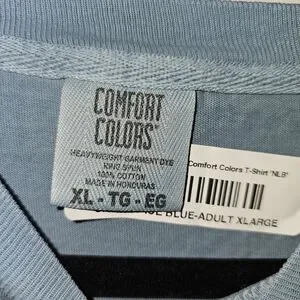 COMFORT
COLORS
HEAVYWEIGHT GARMENT DYE
RING SPUN
100% COTTON
MADE IN HONDURAS
XL - TG - EG
Comfort Colors T-Shirt "NLB"
BLUE-ADULT XLARGE